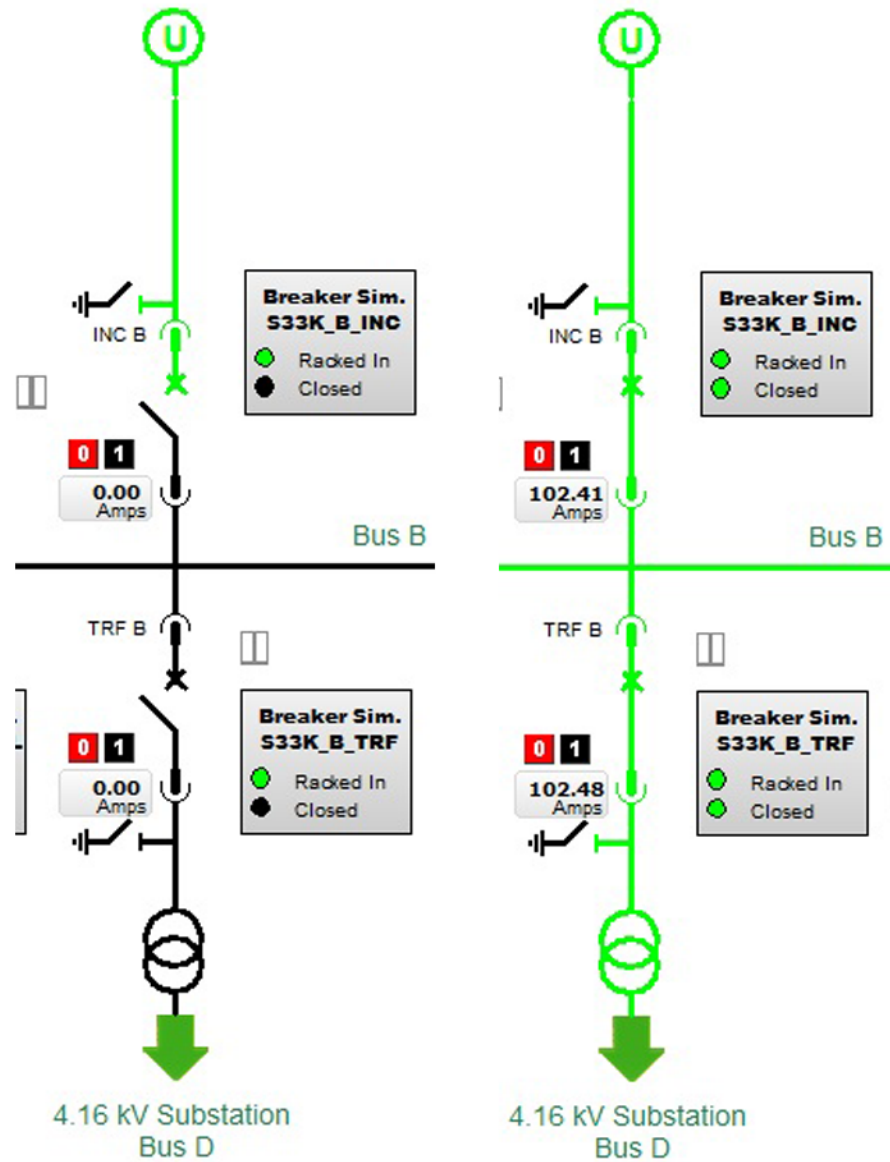 U
INC B
Breaker Sim.
S33K_B_INC
Racked In
Closed
0 1
0.00
Amps
Bus B
TRF B
Breaker Sim.
S33K_B_TRF
Racked In
Closed
0 1
0.00
Amps
4.16 kV Substation
Bus D
U
INC B
Breaker Sim.
S33K_B_INC
Racked In
Closed
0 1
102.41
Amps
Bus B
TRF B
Breaker Sim.
S33K_B_TRF
Racked In
Closed
0 1
102.48
Amps
4.16 kV Substation
Bus D